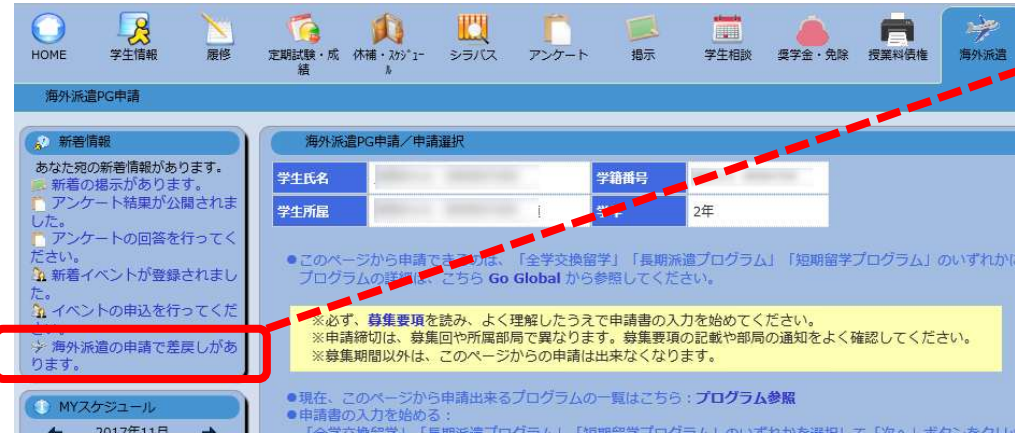 HOME
学生情報
履修
定期試験・成
績
休補・ｽｹｼﾞｭｰ
ﾙ
シラバス
アンケート
掲示
学生相談
奨学金・免除
授業料債権
海外派遣
海外派遣PG申請
新着情報
あなた宛の新着情報があります。
新着の掲示があります。
アンケート結果が公開されま
した。
アンケートの回答を行ってく
ださい。
新着イベントが登録されまし
た。
イベントの申込を行ってくだ
さい。
海外派遣の申請で差戻しがあ
ります。
MYスケジュール
2017年11月
海外派遣PG申請／申請選択
学生氏名
学籍番号
学生所属
学年
2年
●このページから申請できるのは、「全学交換留学」「長期派遣プログラム」「短期留学プログラム」のいずれかに
プログラムの詳細は、こちら Go Global から参照してください。
※必ず、募集要項を読み、よく理解したうえで申請書の入力を始めてください。
※申請締切は、募集回や所属部局で異なります。募集要項の記載や部局の通知をよく確認してください。
※募集期間以外は、このページからの申請は出来なくなります。
●現在、このページから申請出来るプログラムの一覧はこちら：プログラム参照
●申請書の入力を始める：
「全学交換留学」「長期派遣プログラム」「短期留学プログラム」のいずれかを選択して「次へ」ボタンをクリッ